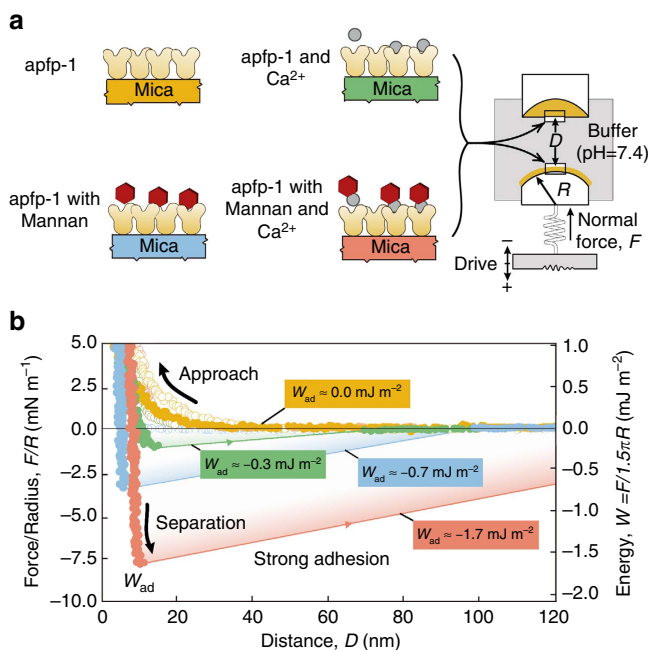 a
apfp-1
Mica
apfp-1 and
Ca2+
Mica
apfp-1 with
Mannan
Mica
apfp-1 with
Mannan and
Ca2+
Mica
D
R
Buffer
(pH=7.4)
Normal
force, F
Drive
−
+
b
Force/Radius, F/R (mN m−1)
5.0
2.5
0.0
−2.5
−5.0
−7.5
−10.0
Approach
Wad ≈ 0.0 mJ m−2
Wad ≈ −0.3 mJ m−2
Wad ≈ −0.7 mJ m−2
Wad ≈ −1.7 mJ m−2
Separation
Strong adhesion
Wad
1.0
0.5
0.0
−0.5
−1.0
−1.5
−2.0
Energy, W =F/1.5πR (mJ m−2)
0
20
40
60
80
100
120
Distance, D (nm)